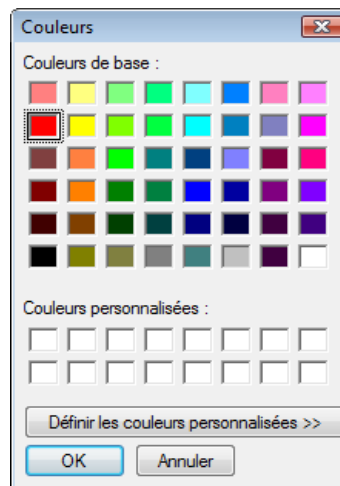 Couleurs
Couleurs de base :
Couleurs personnalisées :
Définir les couleurs personnalisées >>
OK
Annuler